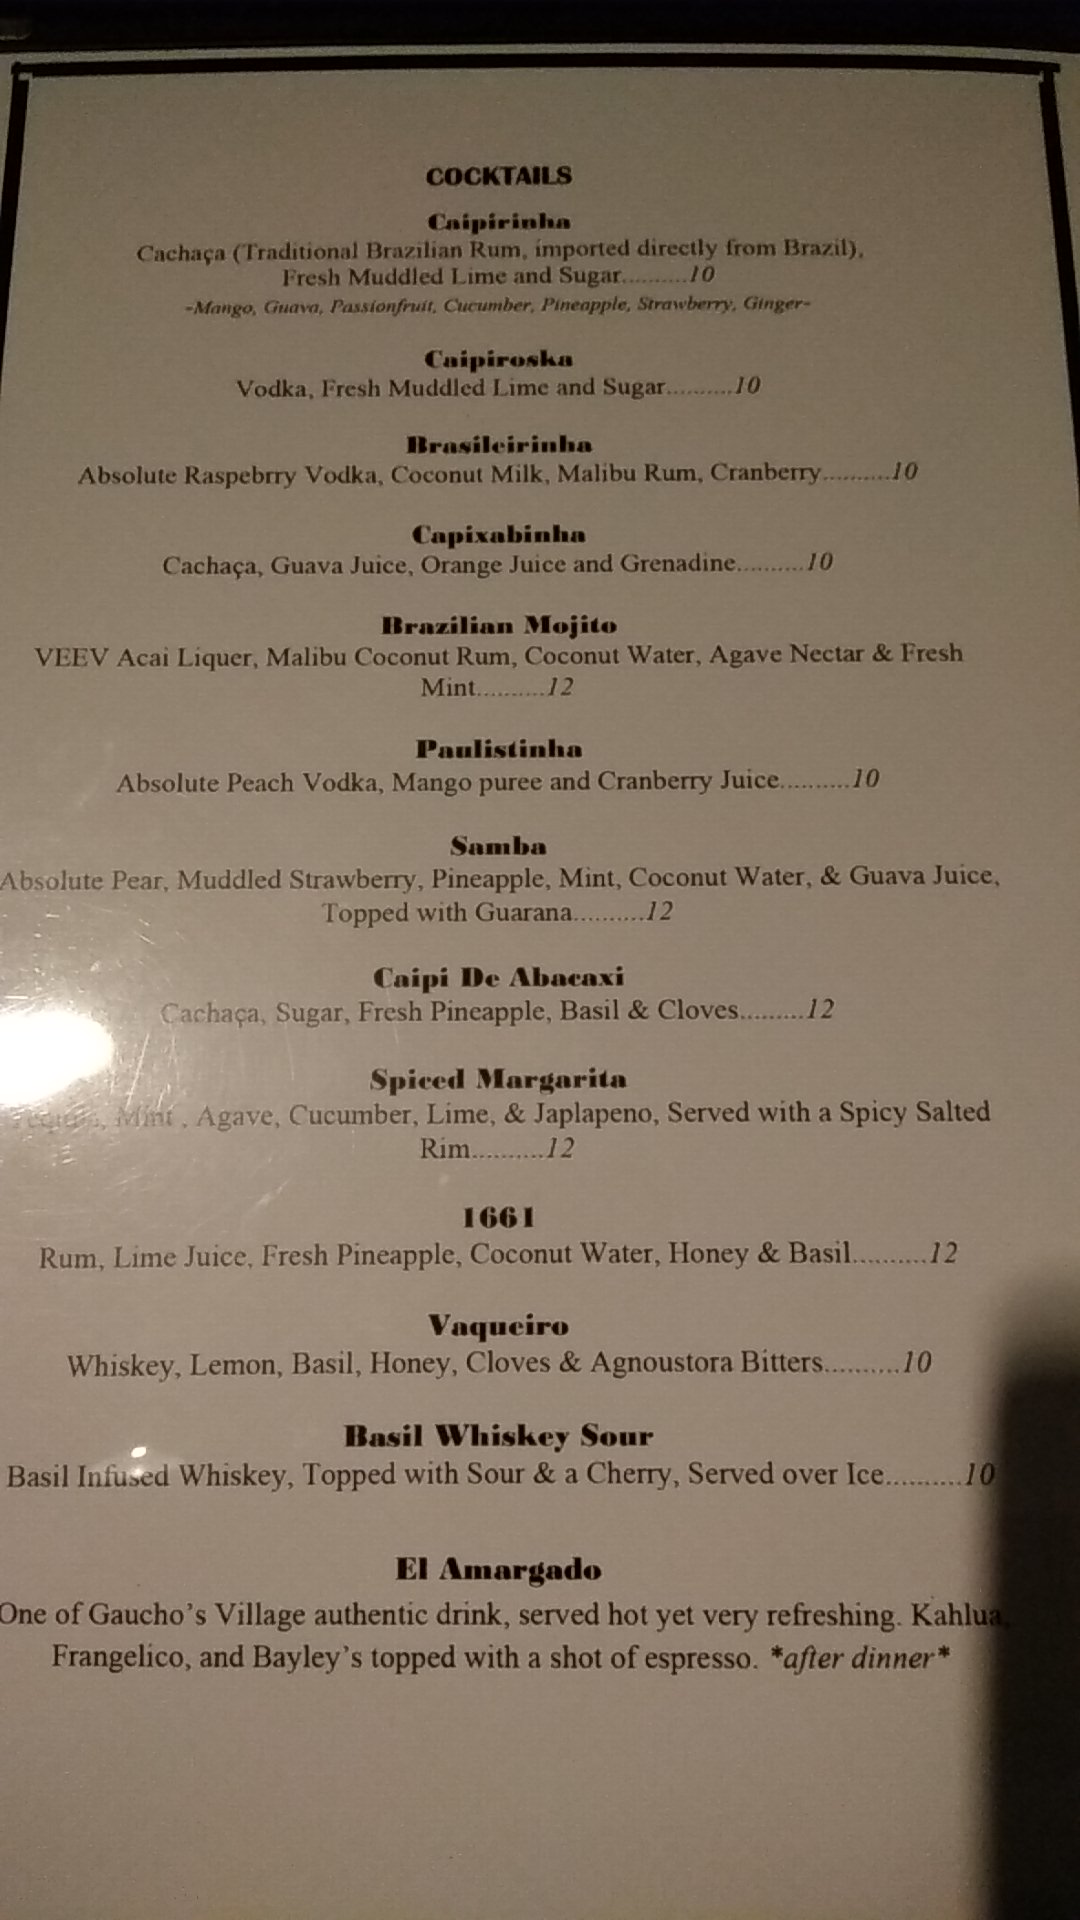 COCKTAILS
Caipirinha
Cachaça (Traditional Brazilian Rum, imported directly from Brazil),
Fresh Muddled Lime and Sugar..........10
~Mango, Guava, Passionfruit, Cucumber, Pineapple, Strawberry, Ginger~
Caipiroska
Vodka, Fresh Muddled Lime and Sugar..........10
Brasileirinha
Absolute Raspebrry Vodka, Coconut Milk, Malibu Rum, Cranberry..........10
Capixabinha
Cachaça, Guava Juice, Orange Juice and Grenadine..........10
Brazilian Mojito
VEEV Acai Liquer, Malibu Coconut Rum, Coconut Water, Agave Nectar & Fresh
Mint..........12
Paulistinha
Absolute Peach Vodka, Mango puree and Cranberry Juice..........10
Samba
Absolute Pear, Muddled Strawberry, Pineapple, Mint, Coconut Water, & Guava Juice,
Topped with Guarana..........12
Caipi De Abacaxi
Cachaça, Sugar, Fresh Pineapple, Basil & Cloves.........12
Spiced Margarita
Tequila, Mint , Agave, Cucumber, Lime, & Japlapeno, Served with a Spicy Salted
Rim..........12
1661
Rum, Lime Juice, Fresh Pineapple, Coconut Water, Honey & Basil..........12
Vaqueiro
Whiskey, Lemon, Basil, Honey, Cloves & Agnoustora Bitters..........10
Basil Whiskey Sour
Basil Infused Whiskey, Topped with Sour & a Cherry, Served over Ice..........10
El Amargado
One of Gaucho's Village authentic drink, served hot yet very refreshing. Kahlua,
Frangelico, and Bayley's topped with a shot of espresso. *after dinner*